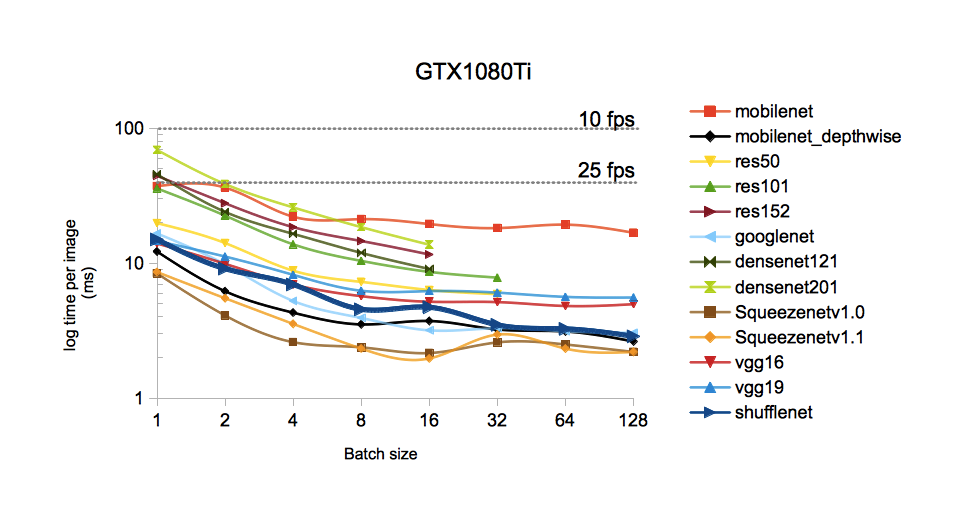 GTX1080Ti
10 fps
25 fps
100
10
1
log time per image
(ms)
1 2 4 8 16 32 64 128
Batch size
mobilenet
mobilenet_depthwise
res50
res101
res152
googlenet
densenet121
densenet201
Squeezenetv1.0
Squeezenetv1.1
vgg16
vgg19
shufflenet